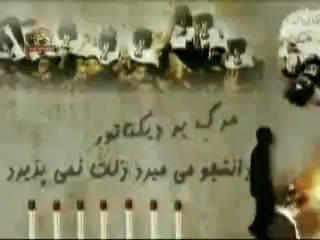 مرگ بر دیکتاتور
دانشجو می میرد ذلت نمی پذیرد